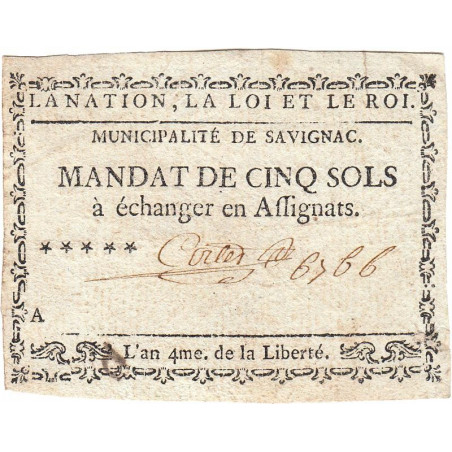 LA NATION, LA LOI ET LE ROI.
MUNICIPALITÉ DE SAVIGNAC.
MANDAT DE CINQ SOLS
à échanger en Aſſignats.
★ ★ ★ ★ ★
6766
A
L'an 4me. de la Liberté.